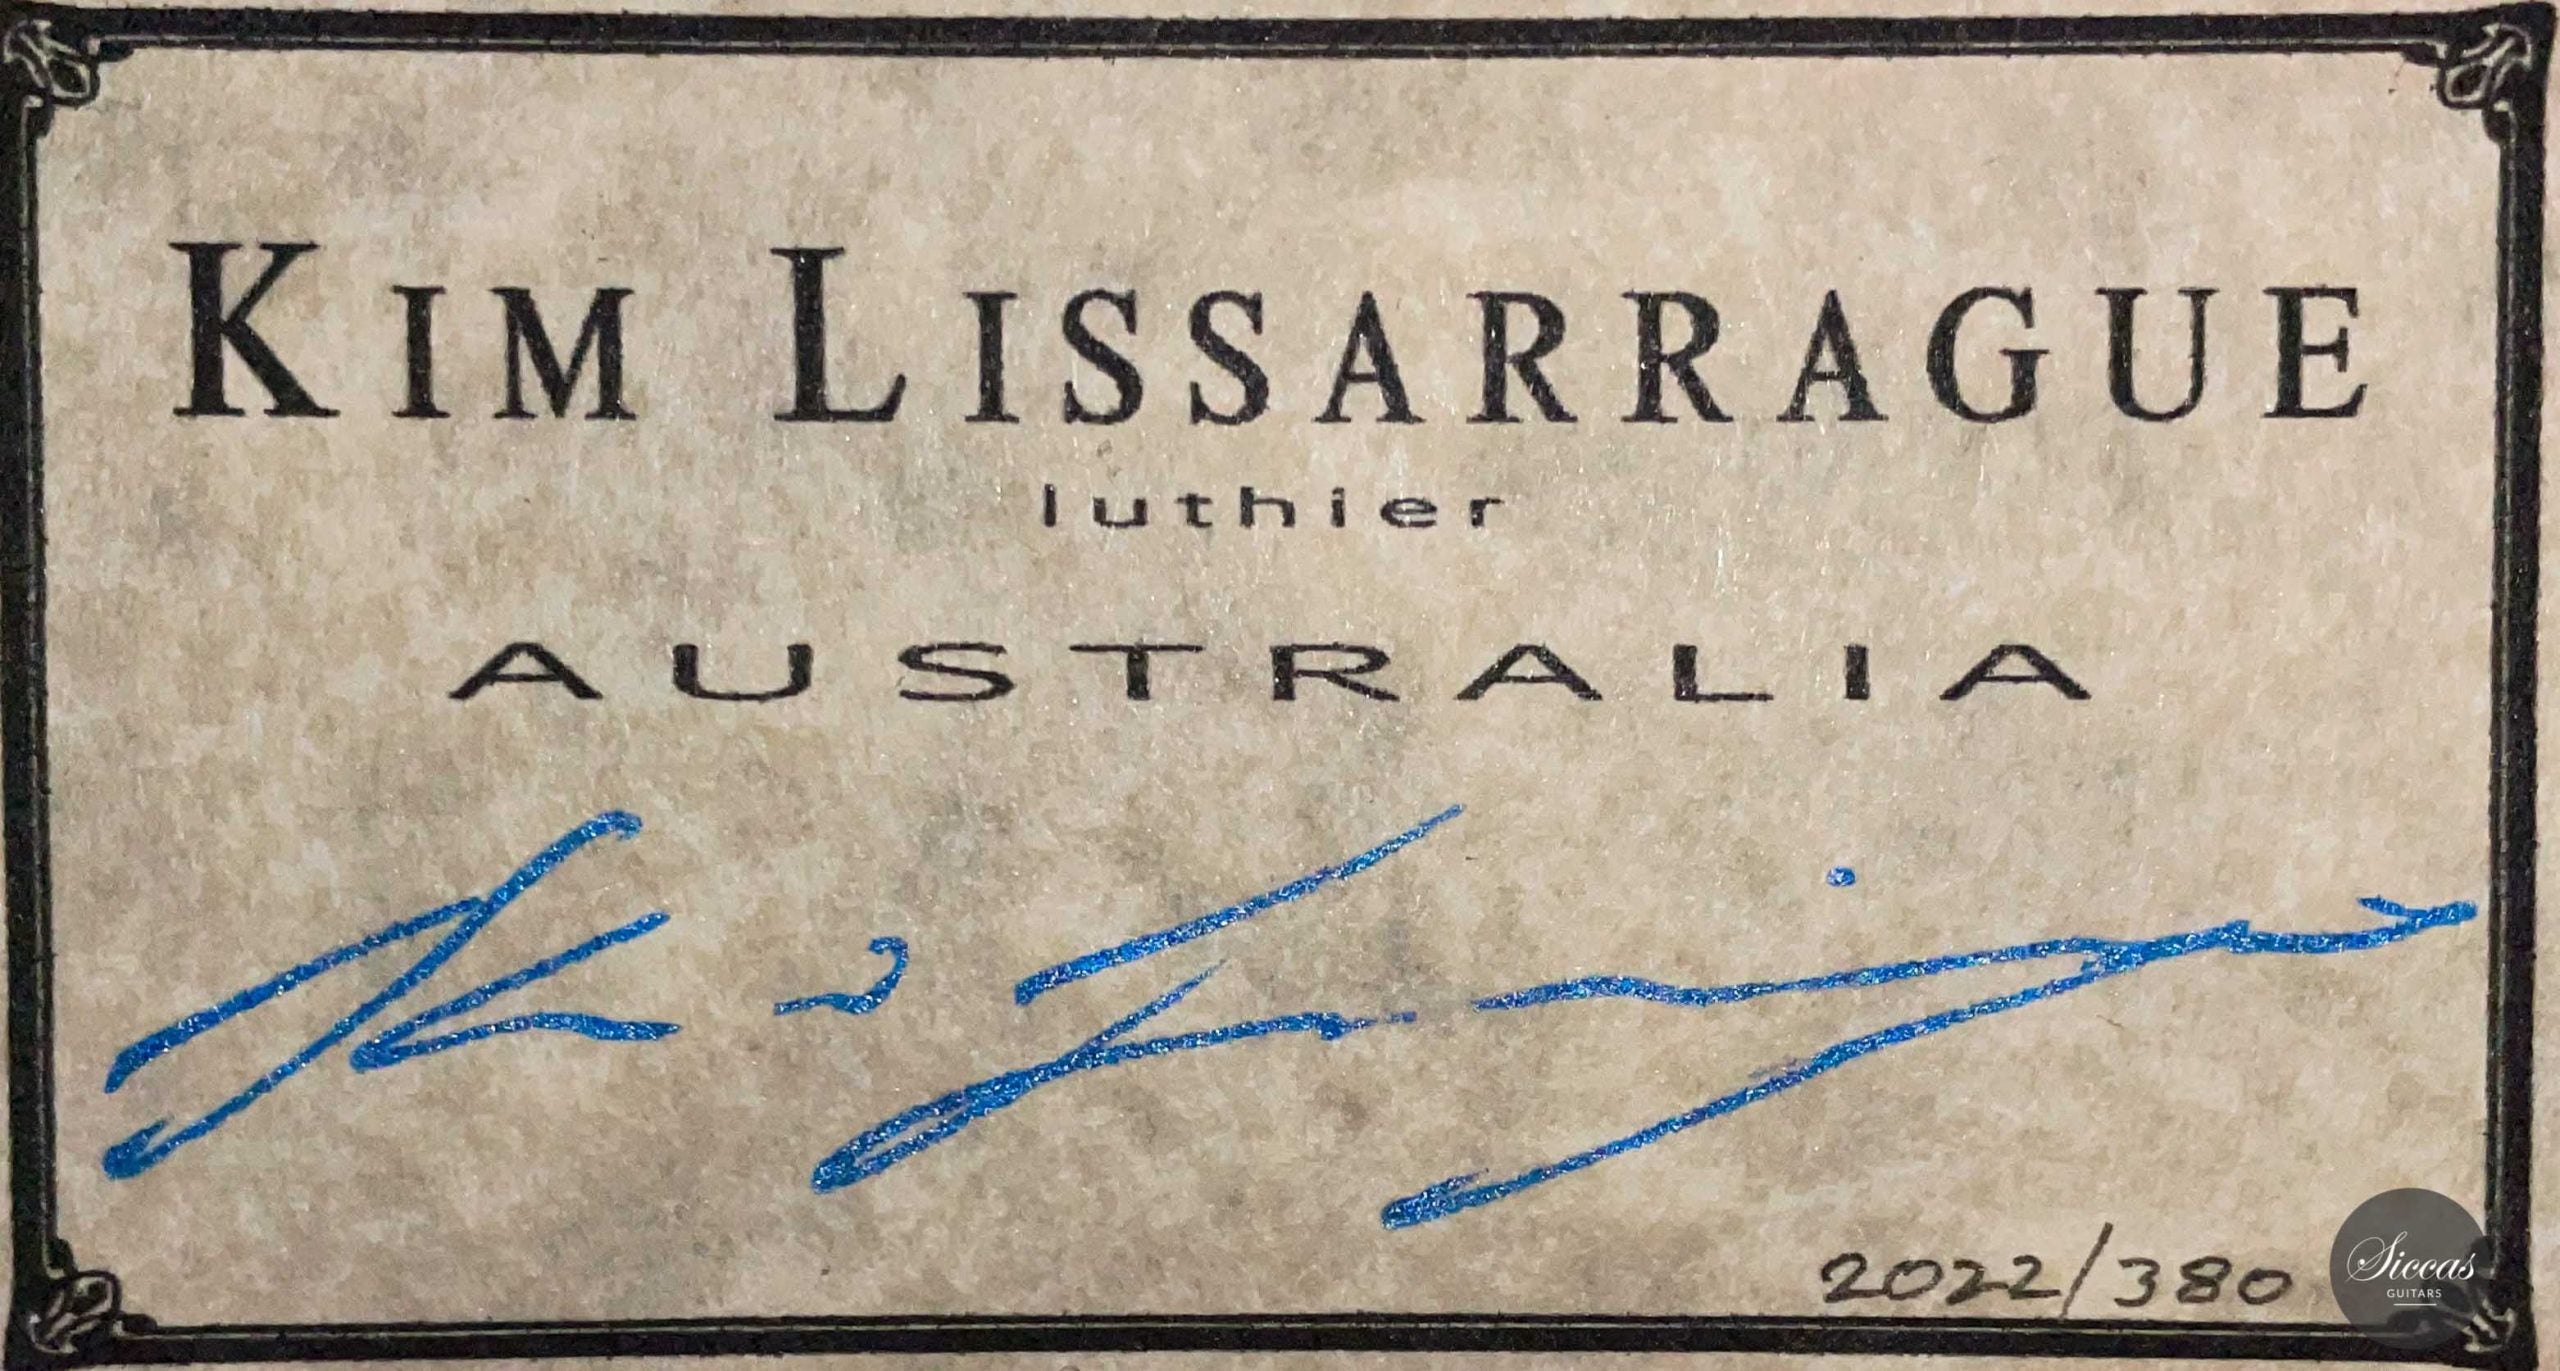 KIM LISSARRAGUE
luthier
AUSTRALIA
2022/380
Siccas
GUITARS